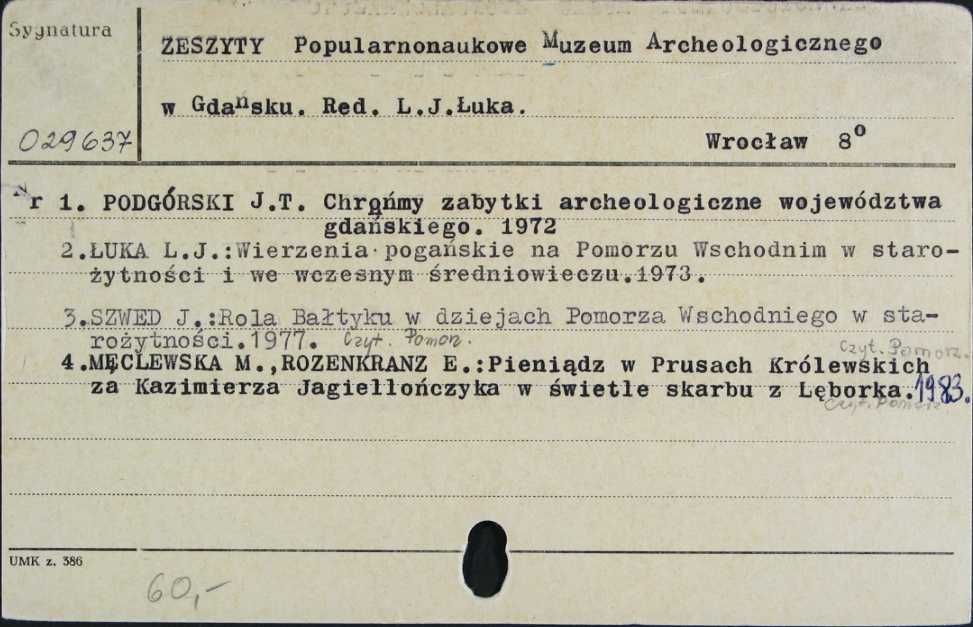 Sygnatura
ZESZYTY Popularnonaukowe Muzeum Archeologicznego
w Gdańsku. Red. L.J.Łuka.
029637
Wrocław 8⁰
Nr 1. PODGÓRSKI J.T. Chrońmy zabytki archeologiczne województwa
gdańskiego. 1972
2.ŁUKA L.J.:Wierzenia pogańskie na Pomorzu Wschodnim w staro-
żytności i we wczesnym średniowieczu.1973.
3.SZWED J.:Rola Bałtyku w dziejach Pomorza Wschodniego w sta-
rożytności.1977. Czyt. Pomorz.
Czyt. Pomorz.
4.MĘCLEWSKA M.,ROZENKRANZ E.:Pieniądz w Prusach Królewskich
za Kazimierza Jagiellończyka w świetle skarbu z Lęborka.1983.
Czyt. Pomorz
UMK z. 386
60,-